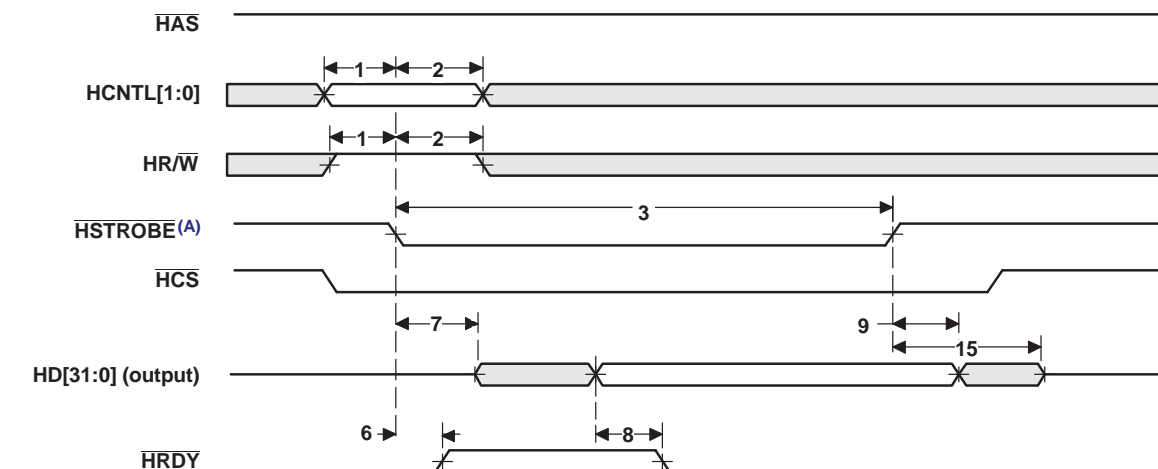 HAS
1 2
HCNTL[1:0]
1 2
HR/W
3
HSTROBE(A)
HCS
7 9
15
HD[31:0] (output)
6 8
HRDY